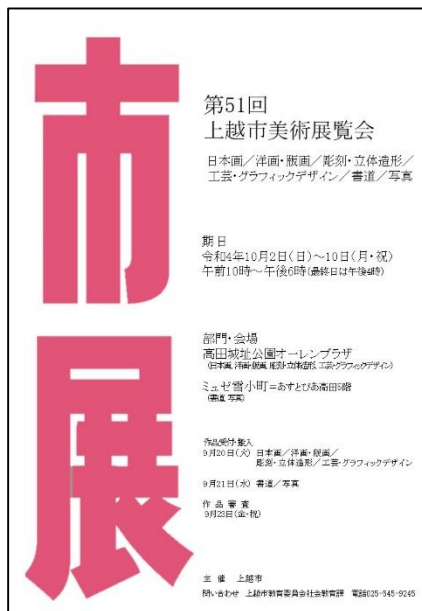 市展
第51回
上越市美術展覧会
日本画／洋画・版画／彫刻・立体造形／
工芸・グラフィックデザイン／書道／写真
期日
令和4年10月2日(日)～10日(月・祝)
午前10時～午後6時(最終日は午後4時)
部門・会場
高田城址公園オーレンプラザ
(日本画、洋画・版画、彫刻・立体造形、工芸・グラフィックデザイン)
ミュゼ雪小町＝あすとぴあ高田5階
(書道、写真)
作品受付・搬入
9月20日(火) 日本画／洋画・版画／
彫刻・立体造形／工芸・グラフィックデザイン
9月21日(水) 書道／写真
作品審査
9月23日(金・祝)
主催 上越市
問い合わせ 上越市教育委員会社会教育課 電話025-545-9245